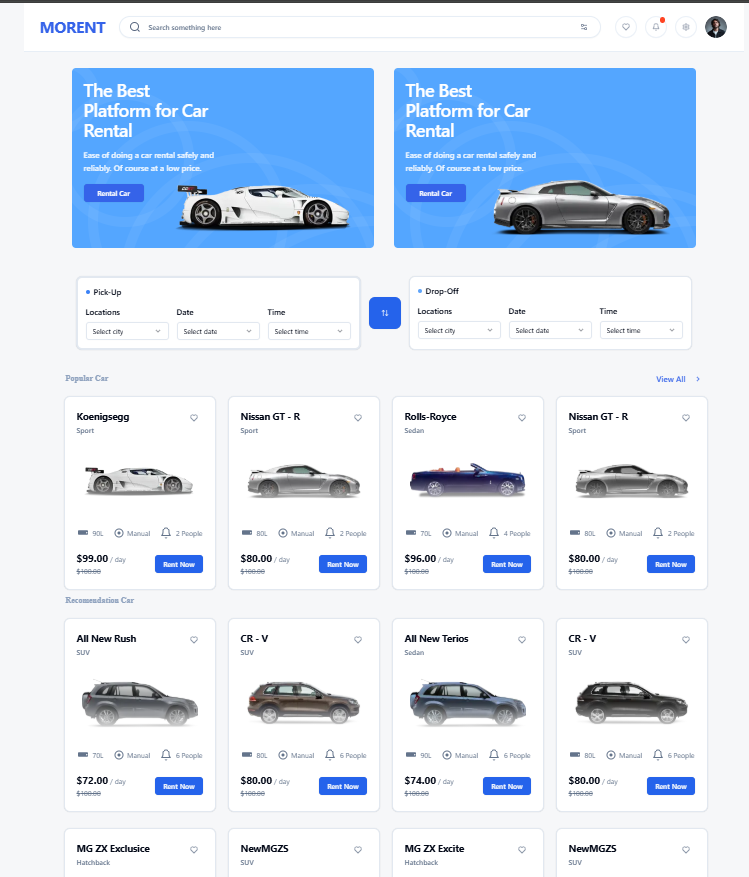 MORENT
Search something here
The Best
Platform for Car
Rental
Ease of doing a car rental safely and
reliably. Of course at a low price.
Rental Car
The Best
Platform for Car
Rental
Ease of doing a car rental safely and
reliably. Of course at a low price.
Rental Car
Pick-Up
Locations Date Time
Select city Select date Select time
Drop-Off
Locations Date Time
Select city Select date Select time
Popular Car View All
Koenigsegg Nissan GT - R Rolls-Royce Nissan GT - R
Sport Sport Sedan Sport
90L Manual 2 People 80L Manual 2 People 70L Manual 4 People 80L Manual 2 People
$99.00 / day Rent Now $80.00 / day Rent Now $96.00 / day Rent Now $80.00 / day Rent Now
$100.00 $100.00 $100.00 $100.00
Recomendation Car
All New Rush CR - V All New Terios CR - V
SUV SUV Sedan SUV
70L Manual 6 People 80L Manual 6 People 90L Manual 6 People 80L Manual 6 People
$72.00 / day Rent Now $80.00 / day Rent Now $74.00 / day Rent Now $80.00 / day Rent Now
$100.00 $100.00 $100.00 $100.00
MG ZX Exclusice NewMGZS MG ZX Excite NewMGZS
Hatchback SUV Hatchback SUV